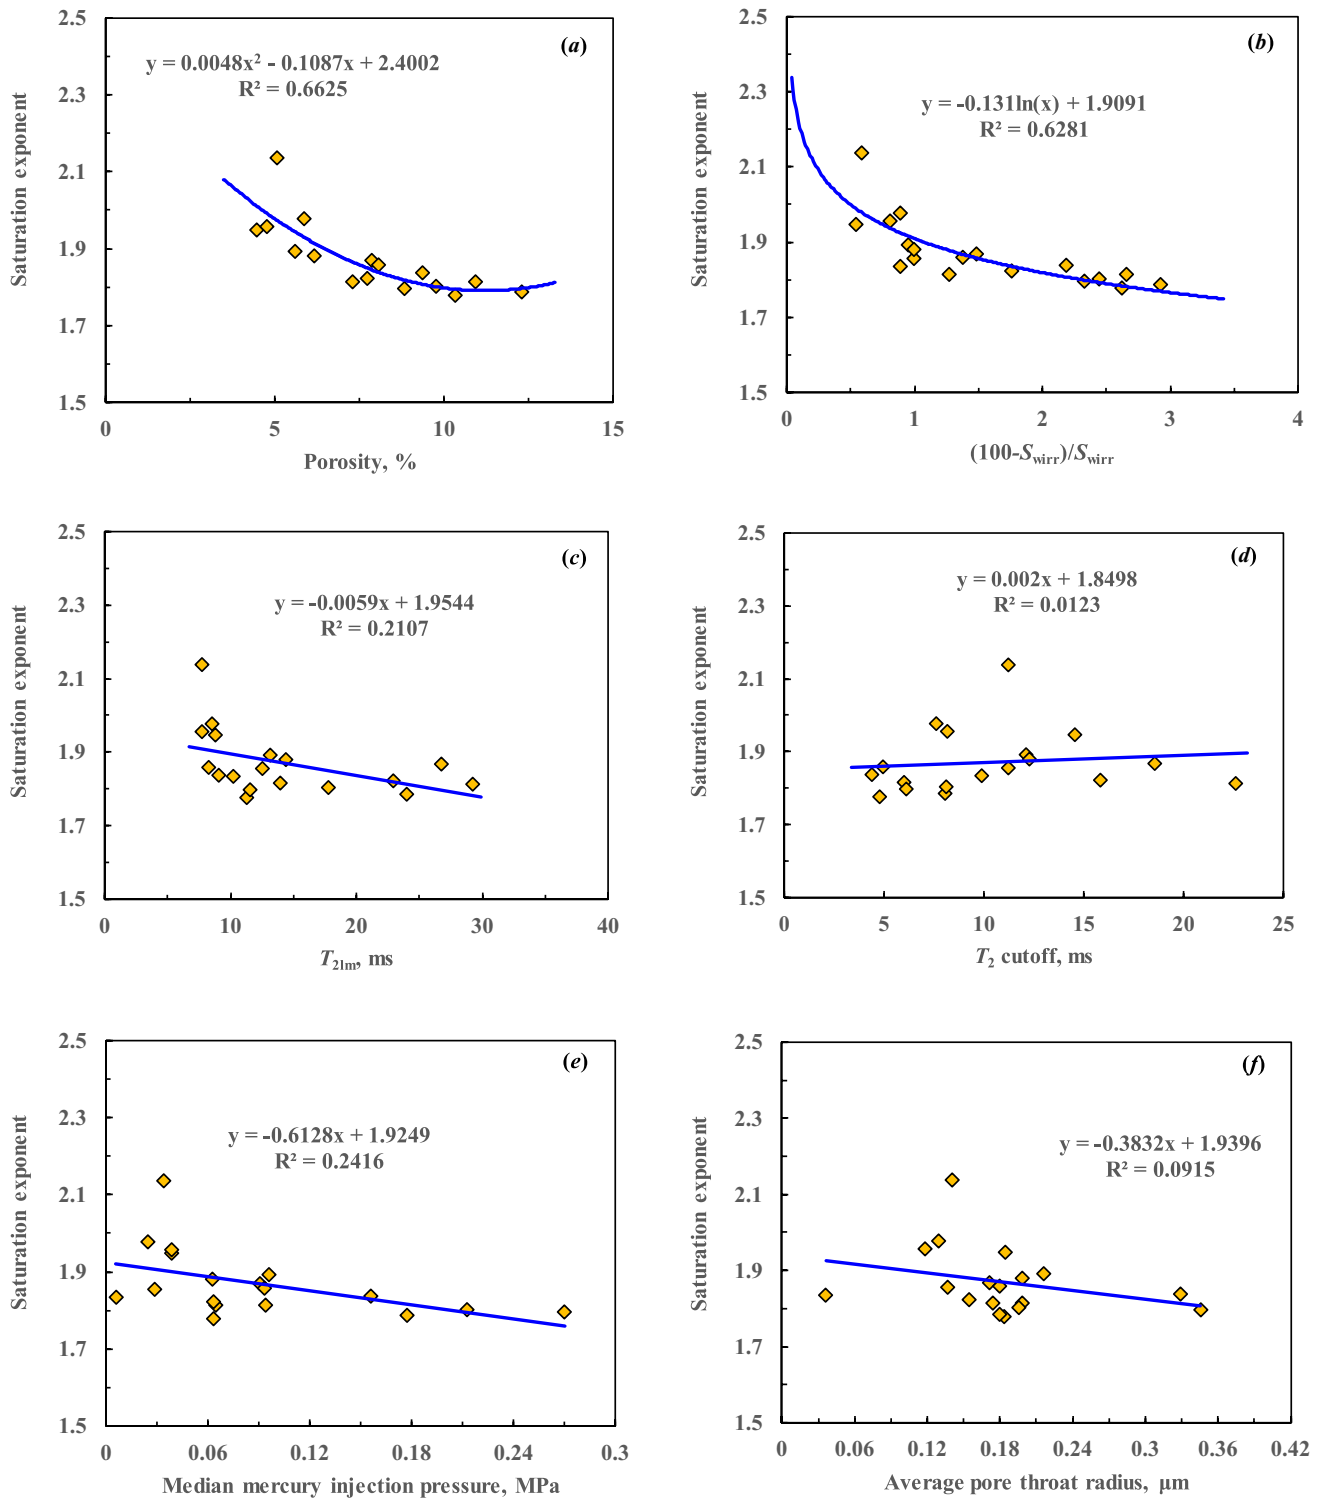 2.5
2.3
2.1
1.9
1.7
1.5
Saturation exponent
(a)
y = 0.0048x² - 0.1087x + 2.4002
R² = 0.6625
0 5 10 15
Porosity, %
2.5
2.3
2.1
1.9
1.7
1.5
Saturation exponent
(b)
y = -0.131ln(x) + 1.9091
R² = 0.6281
0 1 2 3 4
(100-Swirr)/Swirr
2.5
2.3
2.1
1.9
1.7
1.5
Saturation exponent
(c)
y = -0.0059x + 1.9544
R² = 0.2107
0 10 20 30 40
T2lm, ms
2.5
2.3
2.1
1.9
1.7
1.5
Saturation exponent
(d)
y = 0.002x + 1.8498
R² = 0.0123
0 5 10 15 20 25
T2 cutoff, ms
2.5
2.3
2.1
1.9
1.7
1.5
Saturation exponent
(e)
y = -0.6128x + 1.9249
R² = 0.2416
0 0.06 0.12 0.18 0.24 0.3
Median mercury injection pressure, MPa
2.5
2.3
2.1
1.9
1.7
1.5
Saturation exponent
(f)
y = -0.3832x + 1.9396
R² = 0.0915
0 0.06 0.12 0.18 0.24 0.3 0.36 0.42
Average pore throat radius, μm